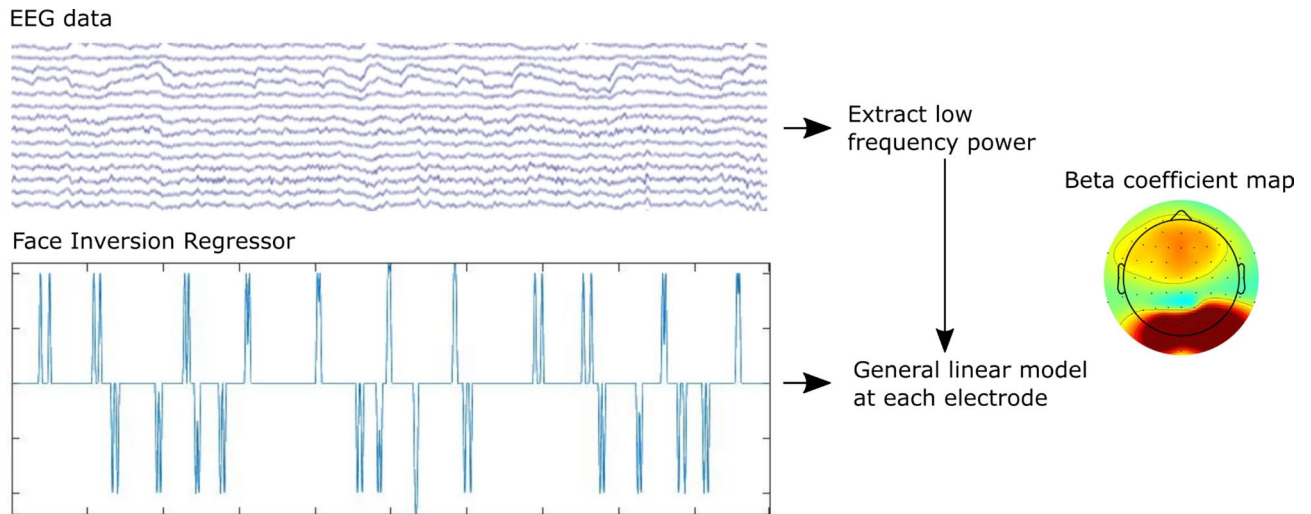 EEG data
Extract low
frequency power
Beta coefficient map
Face Inversion Regressor
General linear model
at each electrode